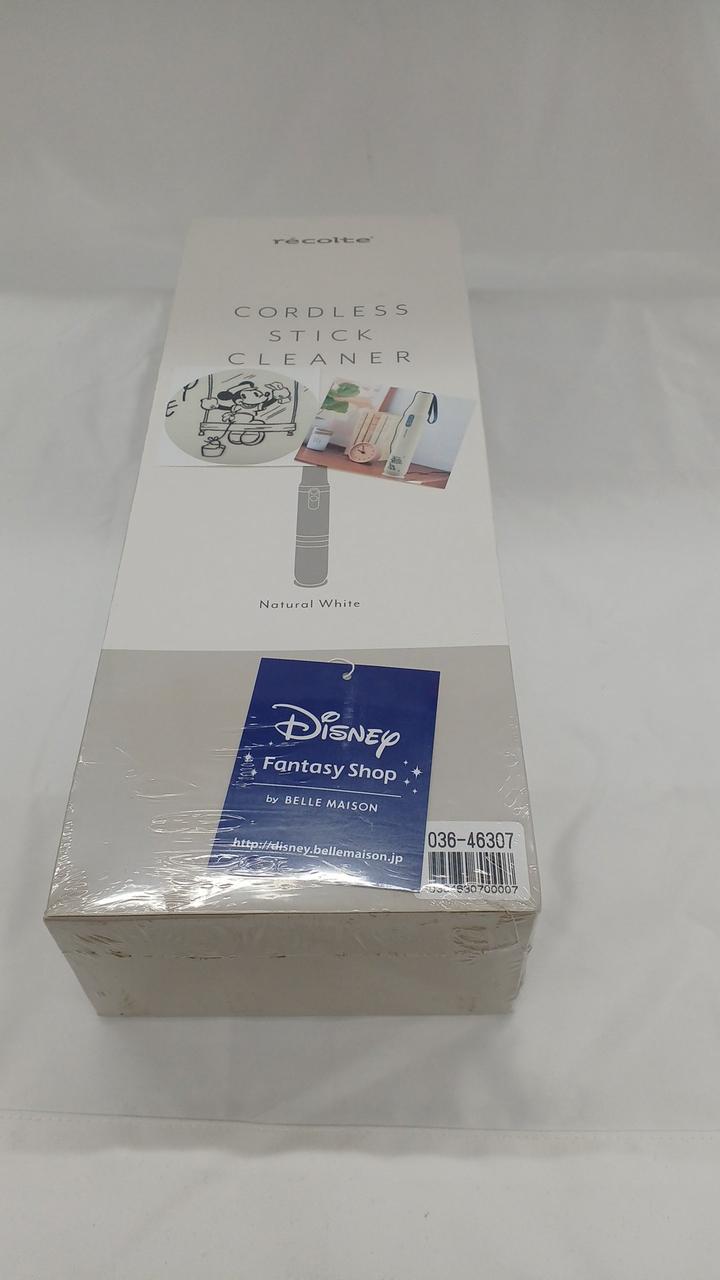 récolte
CORDLESS
STICK
CLEANER
Natural White
Disney
Fantasy Shop
by BELLE MAISON
http://disney.bellemaison.jp
036-46307